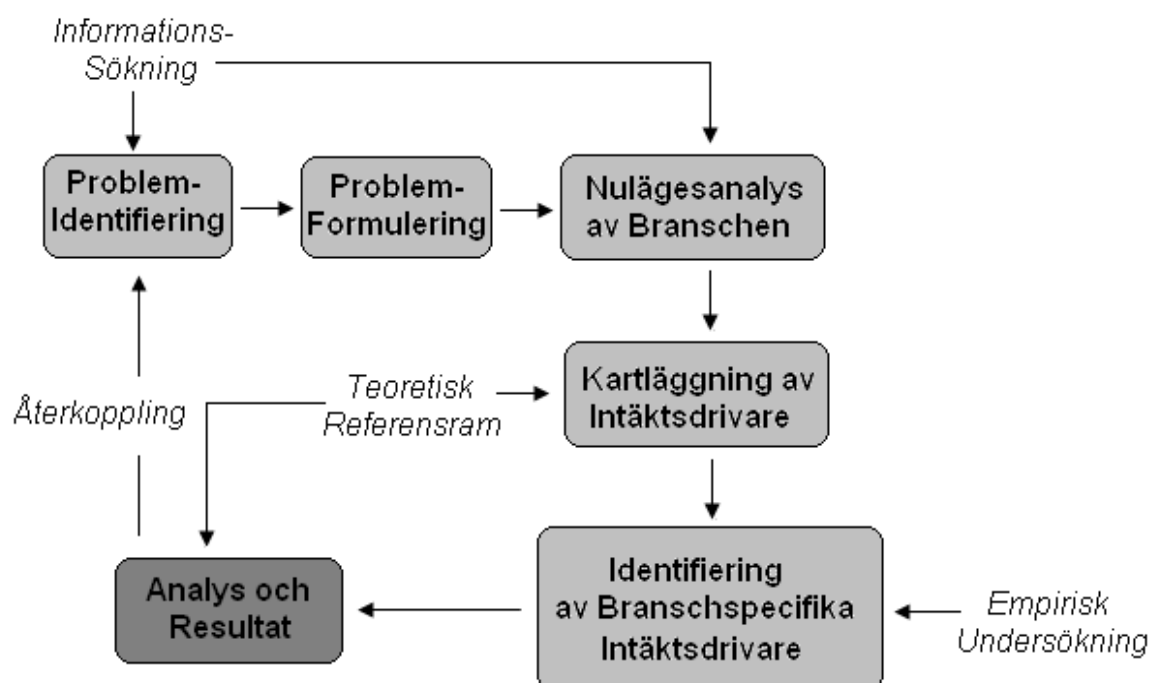 Informations-
Sökning
Problem-
Identifiering
Problem-
Formulering
Nulägesanalys
av Branschen
Återkoppling
Teoretisk
Referensram
Kartläggning av
Intäktsdrivare
Analys och
Resultat
Identifiering
av Branschspecifika
Intäktsdrivare
Empirisk
Undersökning